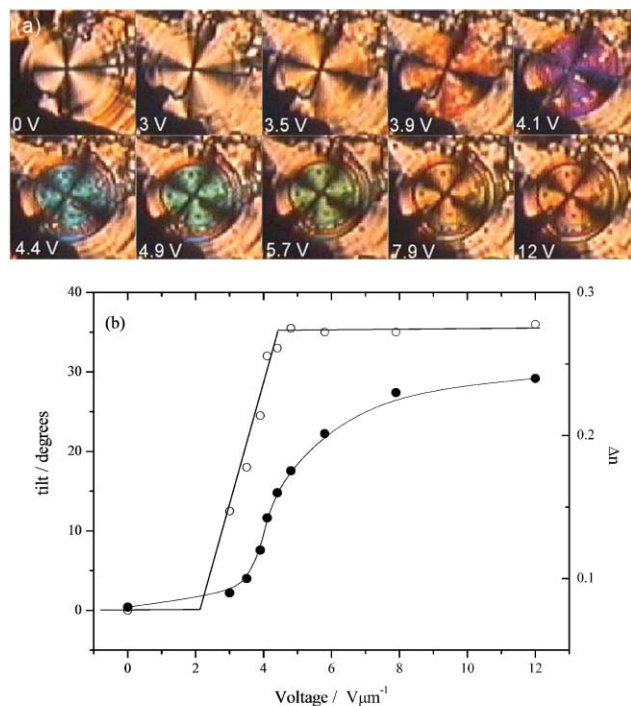 (a)
0 V
3 V
3.5 V
3.9 V
4.1 V
4.4 V
4.9 V
5.7 V
7.9 V
12 V
(b)
40
30
20
10
0
tilt / degrees
0.3
0.2
0.1
Δn
0 2 4 6 8 10 12
Voltage / Vμm⁻¹